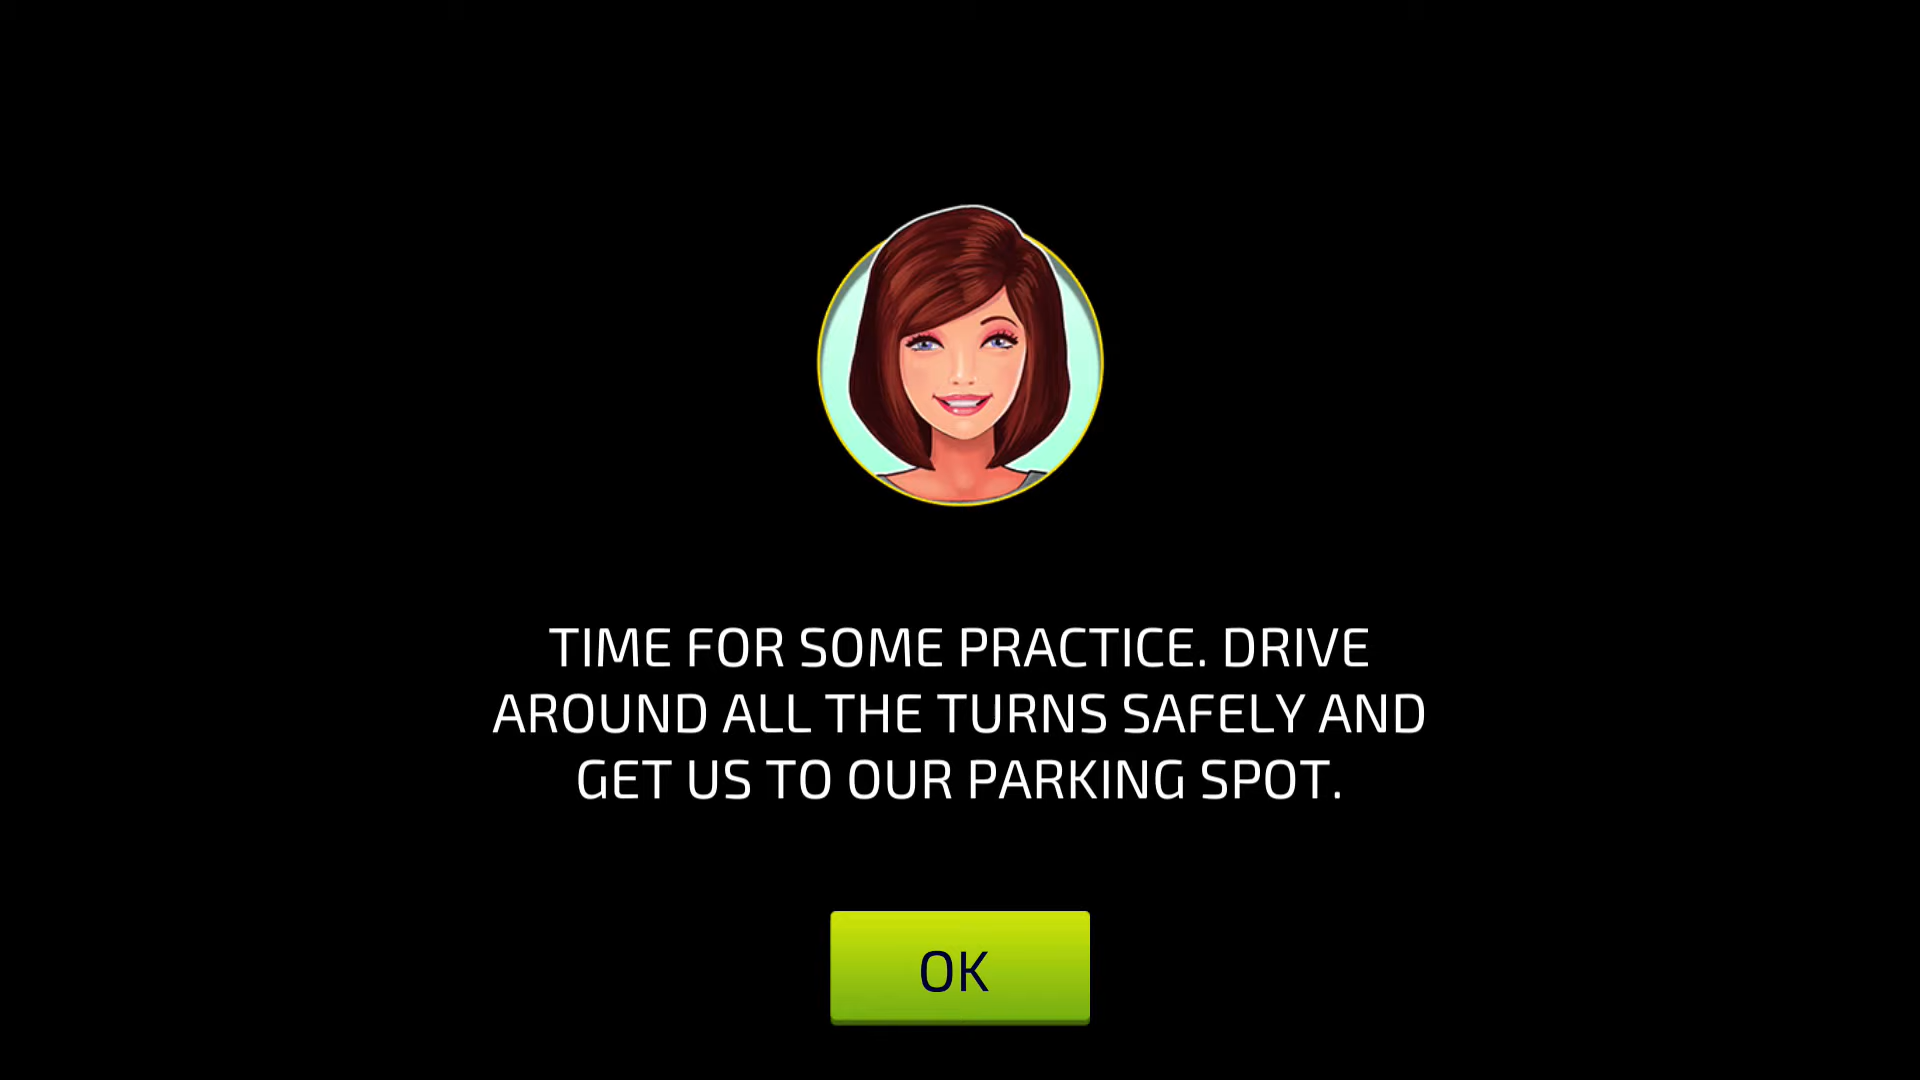 TIME FOR SOME PRACTICE. DRIVE
AROUND ALL THE TURNS SAFELY AND
GET US TO OUR PARKING SPOT.
OK